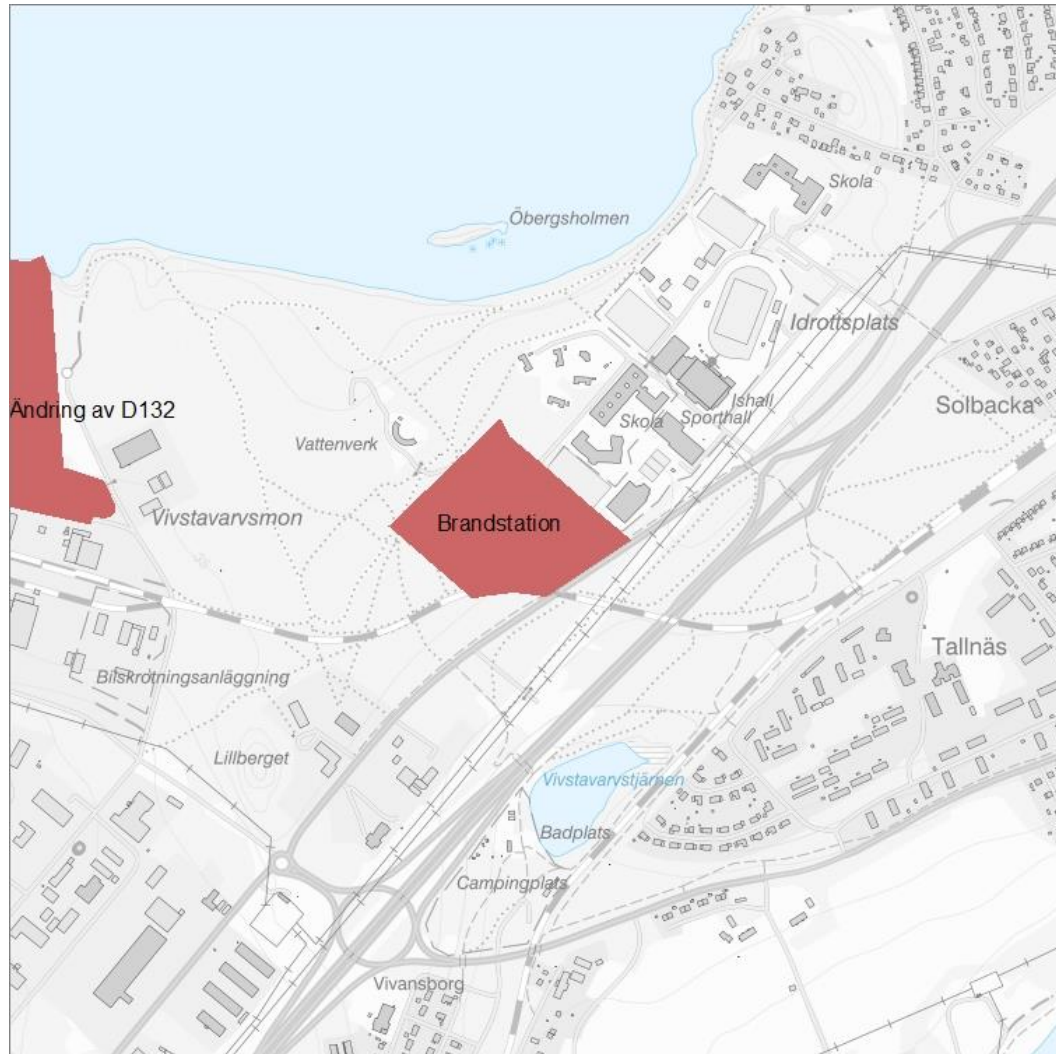 Skola
Öbergsholmen
Idrottsplats
Ändring av D132
Ishall
Solbacka
Skola
Sporthall
Vattenverk
Vivstavarvsmon
Brandstation
Tallnäs
Bilskrotningsanläggning
Lillberget
Vivstavarvstjärnen
Badplats
Campingplats
Vivansborg